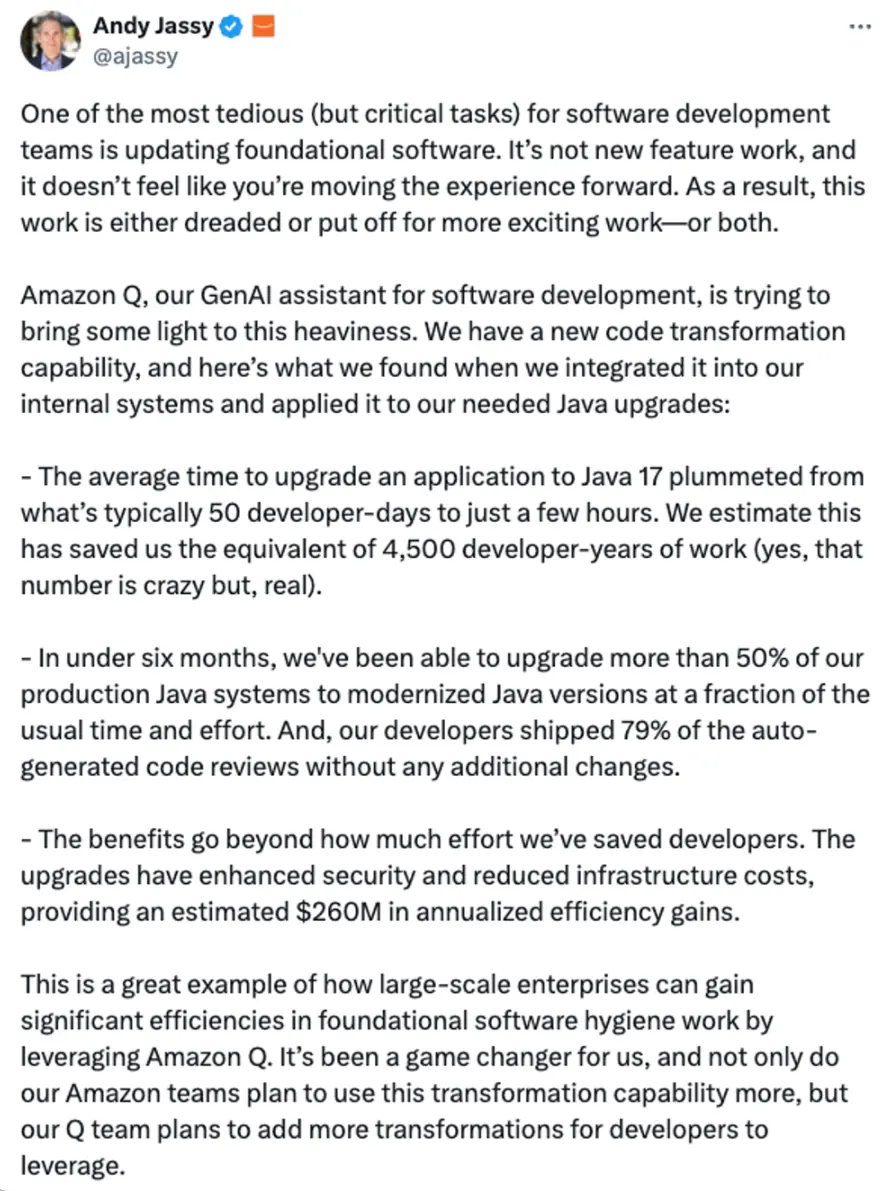 Andy Jassy
@ajassy
One of the most tedious (but critical tasks) for software development
teams is updating foundational software. It’s not new feature work, and
it doesn’t feel like you’re moving the experience forward. As a result, this
work is either dreaded or put off for more exciting work—or both.
Amazon Q, our GenAI assistant for software development, is trying to
bring some light to this heaviness. We have a new code transformation
capability, and here’s what we found when we integrated it into our
internal systems and applied it to our needed Java upgrades:
- The average time to upgrade an application to Java 17 plummeted from
what’s typically 50 developer-days to just a few hours. We estimate this
has saved us the equivalent of 4,500 developer-years of work (yes, that
number is crazy but, real).
- In under six months, we've been able to upgrade more than 50% of our
production Java systems to modernized Java versions at a fraction of the
usual time and effort. And, our developers shipped 79% of the auto-
generated code reviews without any additional changes.
- The benefits go beyond how much effort we’ve saved developers. The
upgrades have enhanced security and reduced infrastructure costs,
providing an estimated $260M in annualized efficiency gains.
This is a great example of how large-scale enterprises can gain
significant efficiencies in foundational software hygiene work by
leveraging Amazon Q. It’s been a game changer for us, and not only do
our Amazon teams plan to use this transformation capability more, but
our Q team plans to add more transformations for developers to
leverage.